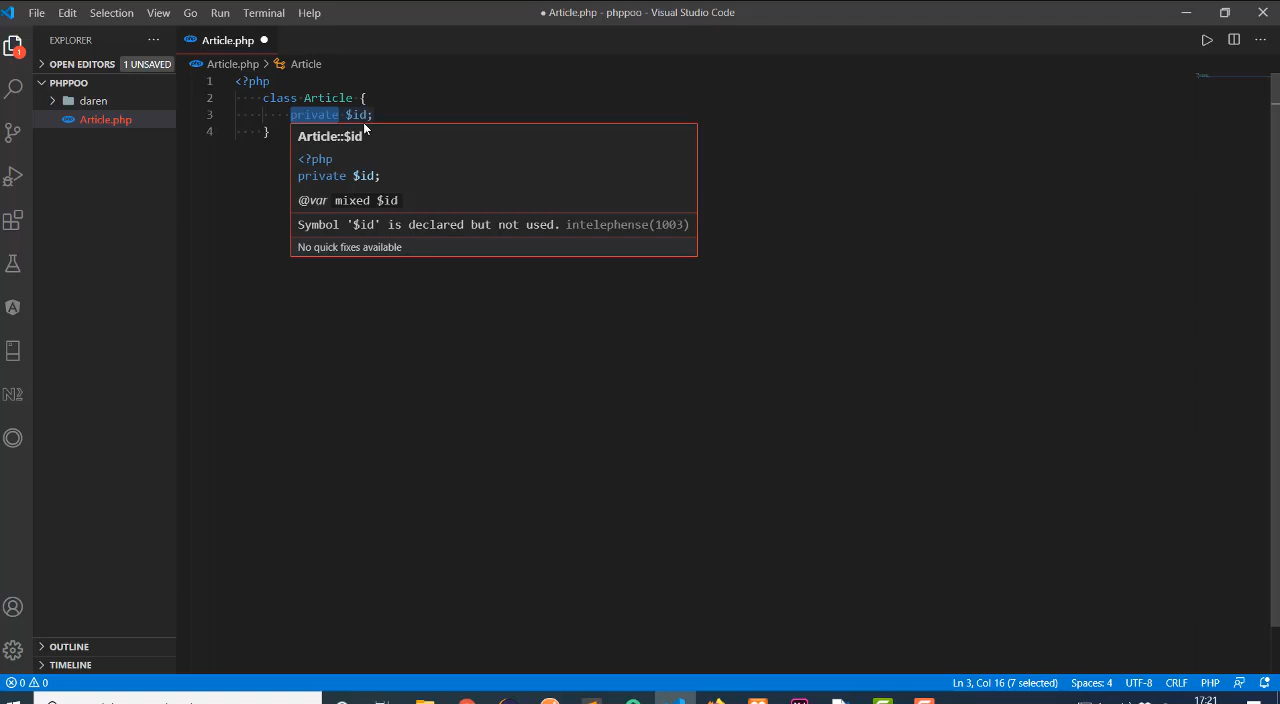 File Edit Selection View Go Run Terminal Help
● Article.php - phppoo - Visual Studio Code
EXPLORER
Article.php
OPEN EDITORS 1 UNSAVED
Article.php > Article
PHPPOO
daren
Article.php
1
1 <?php
2 class Article {
3 private $id;
4 }
Article::$id
<?php
private $id;
@var mixed $id
Symbol '$id' is declared but not used. intelephense(1003)
No quick fixes available
OUTLINE
TIMELINE
0 0
Ln 3, Col 16 (7 selected) Spaces: 4 UTF-8 CRLF PHP
17:21